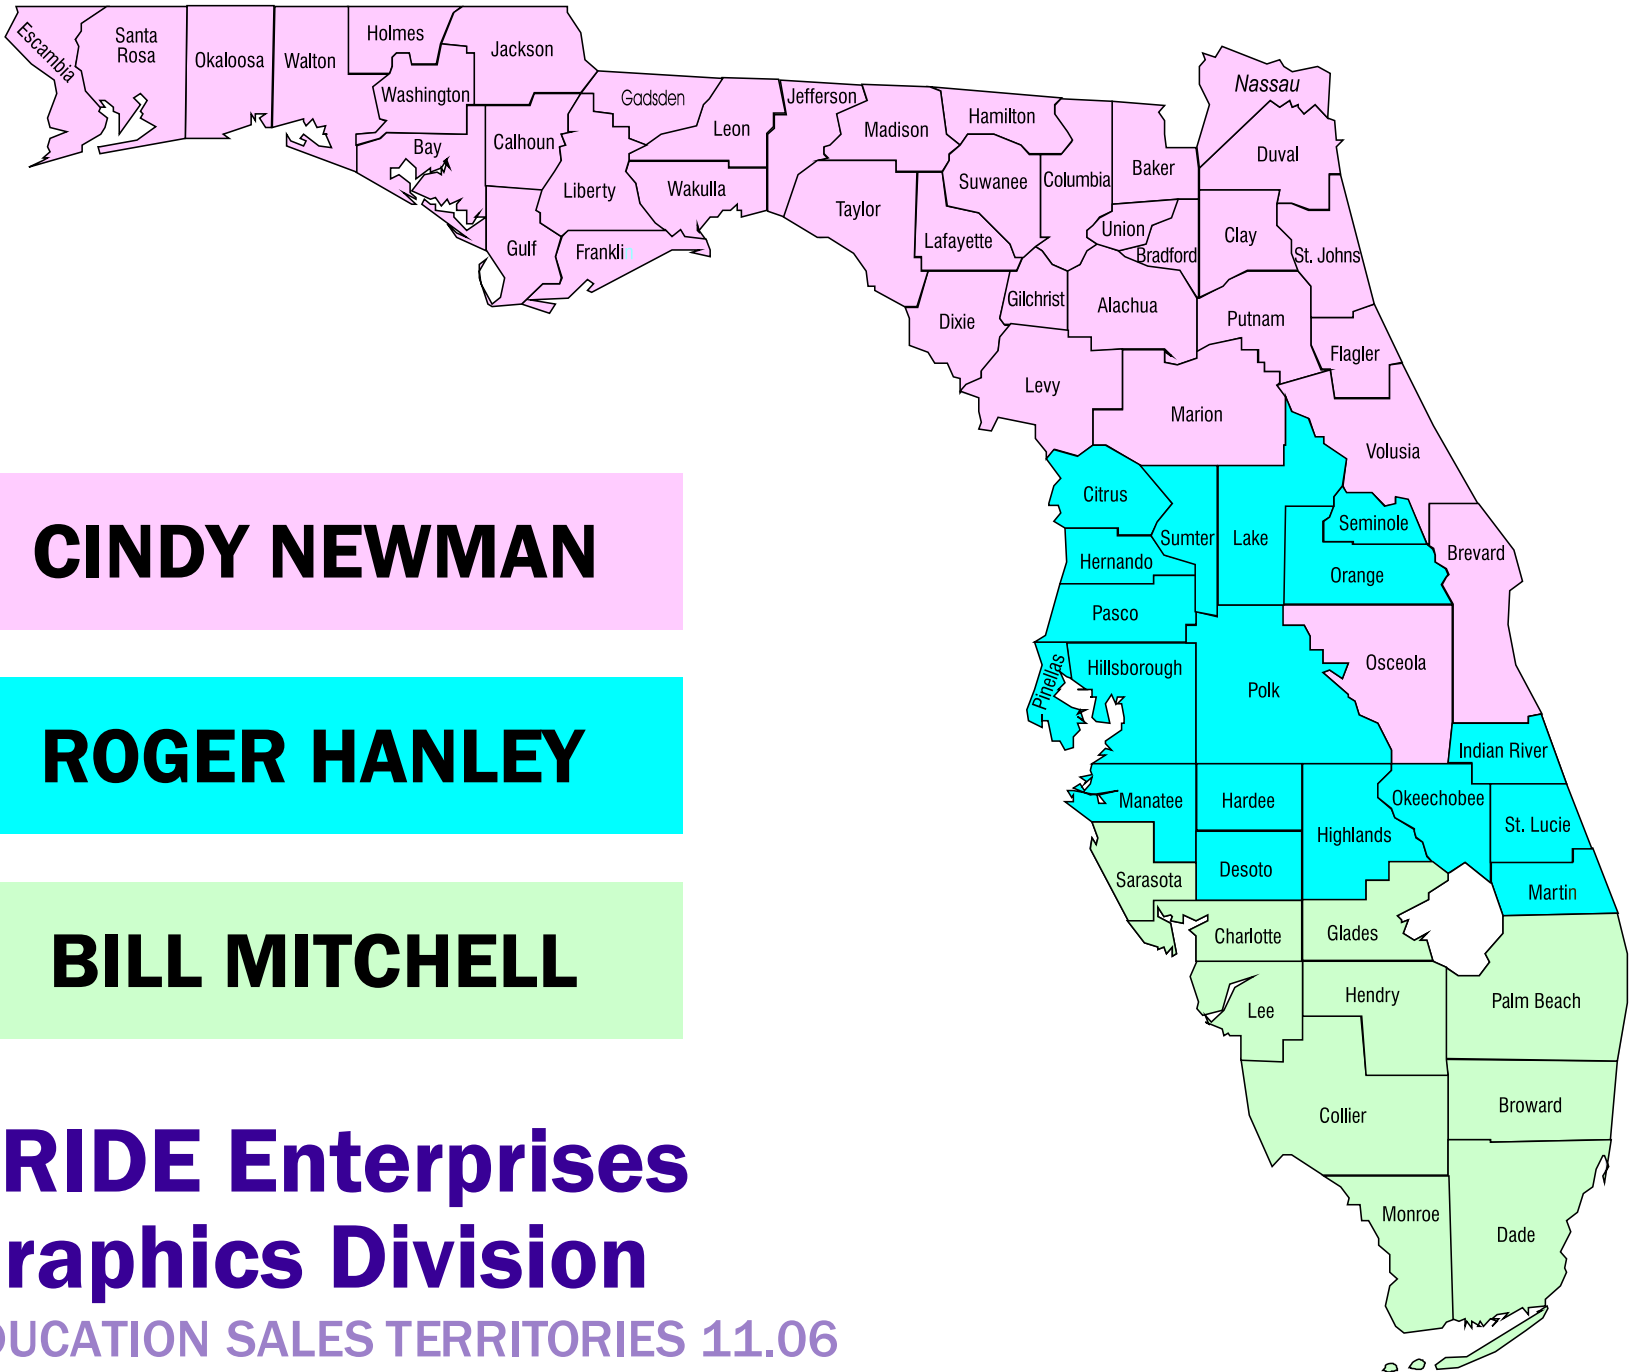 Escambia
Santa
Rosa
Okaloosa
Walton
Holmes
Washington
Jackson
Bay
Calhoun
Gulf
Liberty
Franklin
Gadsden
Leon
Wakulla
Jefferson
Madison
Taylor
Hamilton
Suwanee
Lafayette
Columbia
Baker
Union
Bradford
Nassau
Duval
Clay
St. Johns
Dixie
Gilchrist
Alachua
Putnam
Flagler
Levy
Marion
Volusia
Citrus
Sumter
Lake
Seminole
Hernando
Orange
Brevard
Pasco
Pinellas
Hillsborough
Polk
Osceola
Indian River
Manatee
Hardee
Highlands
Okeechobee
St. Lucie
Desoto
Martin
Sarasota
Charlotte
Glades
Lee
Hendry
Palm Beach
Collier
Broward
Monroe
Dade
CINDY NEWMAN
ROGER HANLEY
BILL MITCHELL
RIDE Enterprises
raphics Division
DUCATION SALES TERRITORIES 11.06